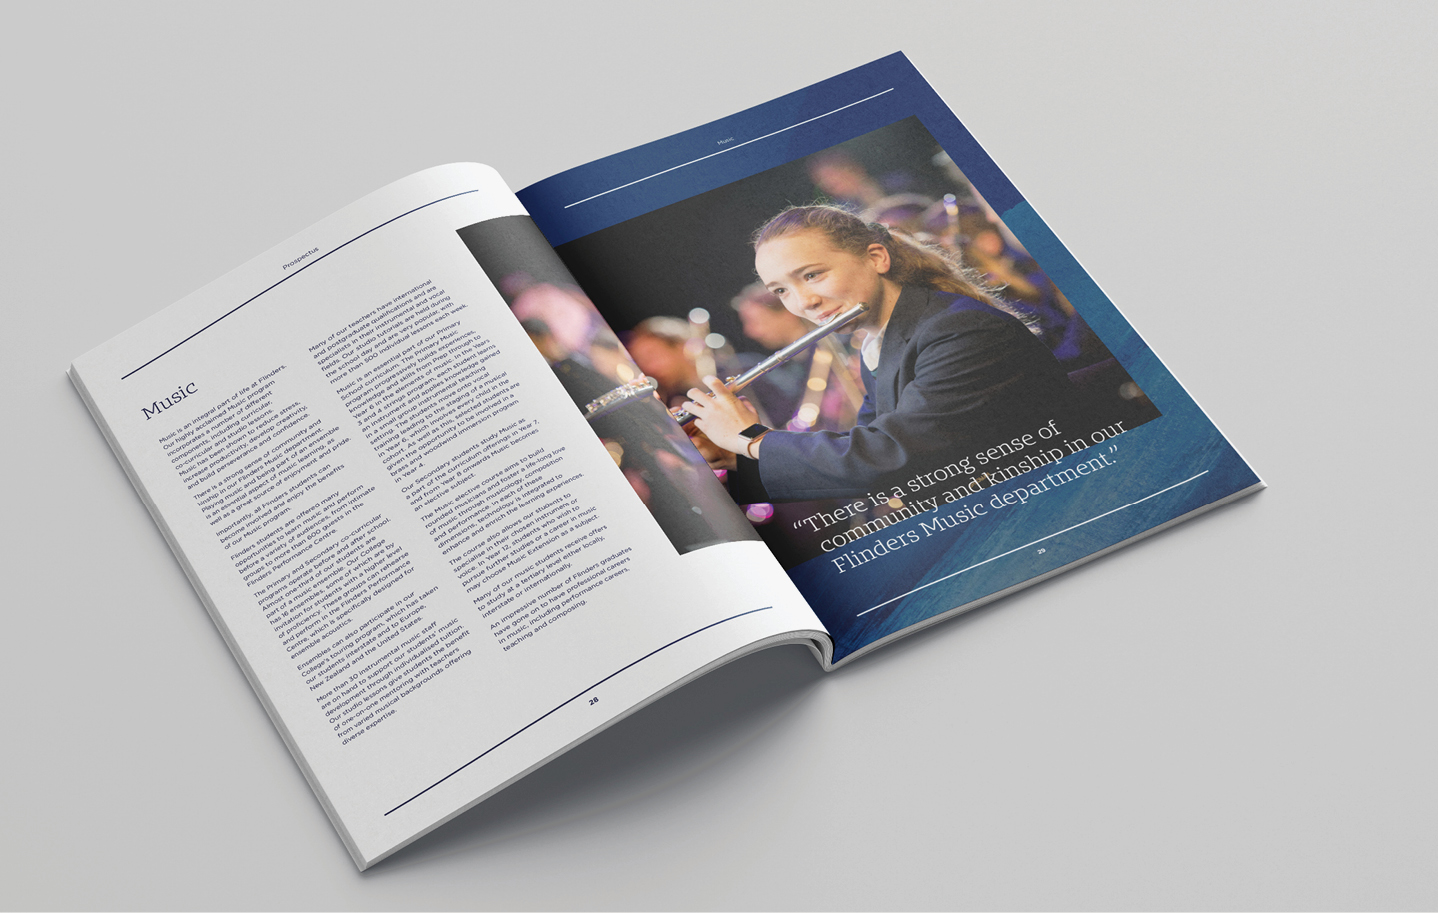 Prospectus
Music
Music is an integral part of life at Flinders.
Our highly acclaimed Music program
incorporates a number of different
components, including curricular,
co-curricular and studio lessons.
Music has been shown to reduce stress,
increase productivity, develop creativity,
and build perseverance and confidence.
There is a strong sense of community and
kinship in our Flinders Music department.
Playing music and being part of an ensemble
is an essential aspect of music learning, as
well as a great source of enjoyment and pride.
Importantly, all Flinders students can
become involved and enjoy the benefits
of our Music program.
Flinders students are offered many
opportunities to learn music, and perform
before a variety of audiences, from intimate
groups to more than 600 guests in the
Flinders Performance Centre.
The Primary and Secondary co-curricular
programs operate before and after school.
Almost one third of our students are
part of a music ensemble. Our College
has 16 ensembles, some of which are by
invitation for students with a higher level
of proficiency. These groups can rehearse
and perform in the Flinders Performance
Centre, which is specifically designed for
ensemble acoustics.
Ensembles can also participate in our
College's touring program, which has taken
our students interstate and to Europe,
New Zealand and the United States.
More than 30 instrumental music staff
are on hand to support our students' music
development through individualised tuition.
Our studio lessons give students the benefit
of one-on-one mentoring with teachers
from varied musical backgrounds offering
diverse expertise.
Many of our teachers have international
and postgraduate qualifications and are
specialists in their instrumental and vocal
fields. Our studio tutorials are held during
the school day and are very popular, with
more than 500 individual lessons each week.
Music is an essential part of our Primary
School curriculum. The Primary Music
program progressively builds experiences,
knowledge and skills from Prep through to
Year 6 in the elements of music. In the Years
3 and 4 strings program, each student learns
an instrument and applies knowledge gained
in a small group instrumental teaching
setting. The students move onto vocal
training, leading to the staging of a musical
in Year 6, which involves every child in the
cohort. As well as this, selected students are
given the opportunity to be involved in a
brass and woodwind immersion program
in Year 4.
Our Secondary students study Music as
a part of the curriculum offerings in Year 7,
and from Year 8 onwards Music becomes
an elective subject.
The Music elective course aims to build
rounded musicians and foster a life-long love
of music through musicology, composition
and performance. In each of these
dimensions, technology is integrated to
enhance and enrich the learning experiences.
The course also allows our students to
specialise in their chosen instrument or
voice. In Year 12, students who wish to
pursue further studies or a career in music
may choose Music Extension as a subject.
Many of our music students receive offers
to study at a tertiary level either locally,
interstate or internationally.
An impressive number of Flinders graduates
have gone on to have professional careers
in music, including performance careers,
teaching and composing.
28
Music
“There is a strong sense of
community and kinship in our
Flinders Music department.”
29